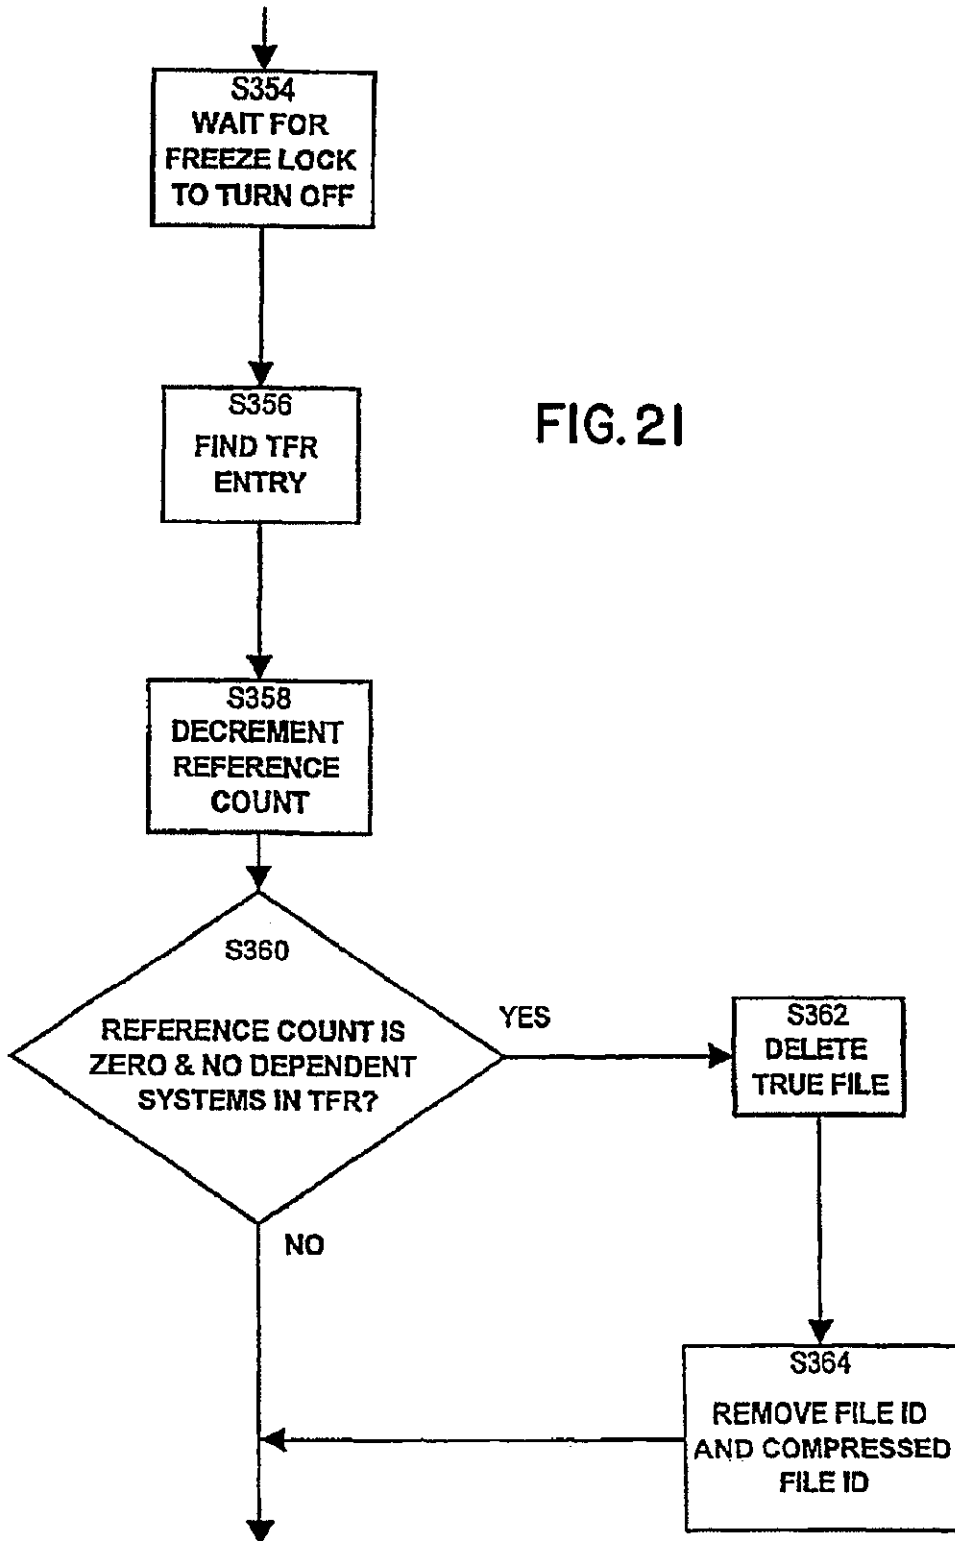 S354
WAIT FOR
FREEZE LOCK
TO TURN OFF
S356
FIND TFR
ENTRY
FIG. 21
S358
DECREMENT
REFERENCE
COUNT
S360
REFERENCE COUNT IS
ZERO & NO DEPENDENT
SYSTEMS IN TFR?
YES
NO
S362
DELETE
TRUE FILE
S364
REMOVE FILE ID
AND COMPRESSED
FILE ID